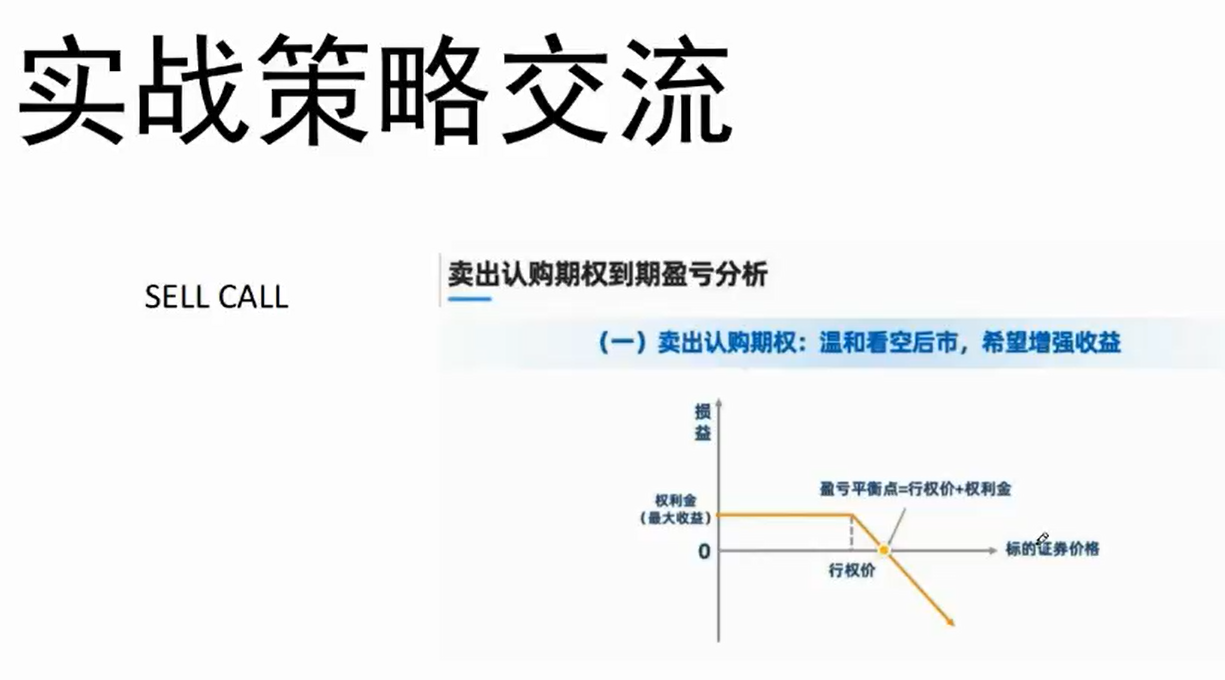 实战策略交流
SELL CALL
卖出认购期权到期盈亏分析
（一）卖出认购期权：温和看空后市，希望增强收益
损
益
盈亏平衡点=行权价+权利金
权利金
（最大收益）
0
标的证券价格
行权价